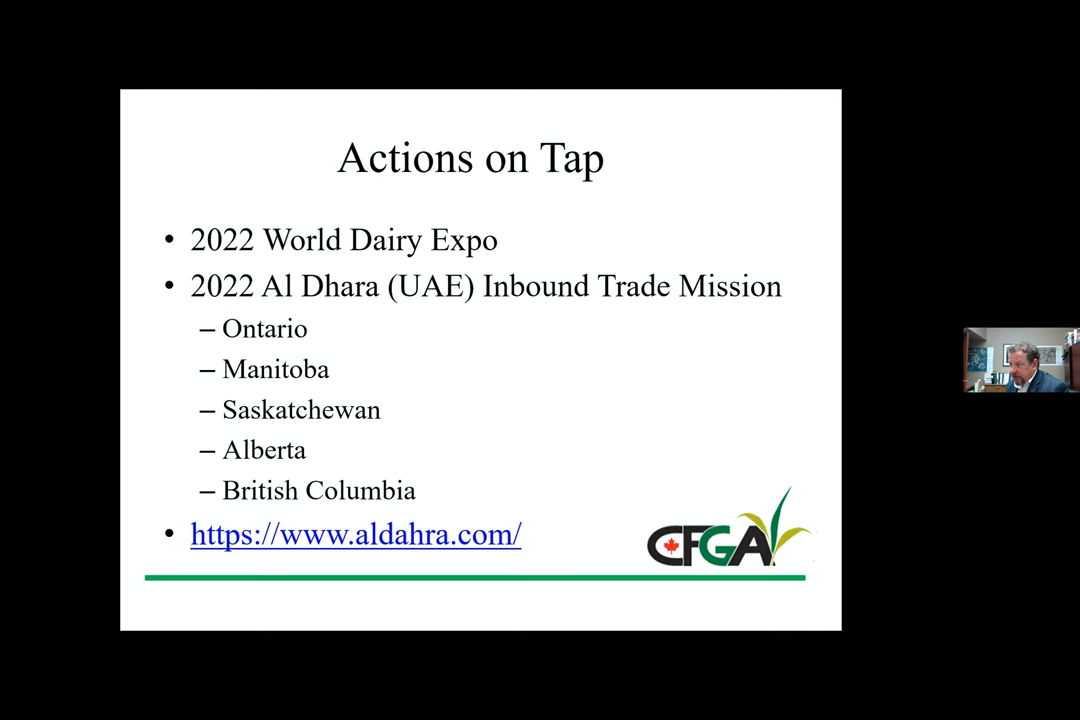 Actions on Tap
• 2022 World Dairy Expo
• 2022 Al Dhara (UAE) Inbound Trade Mission
– Ontario
– Manitoba
– Saskatchewan
– Alberta
– British Columbia
• https://www.aldahra.com/
CFGA